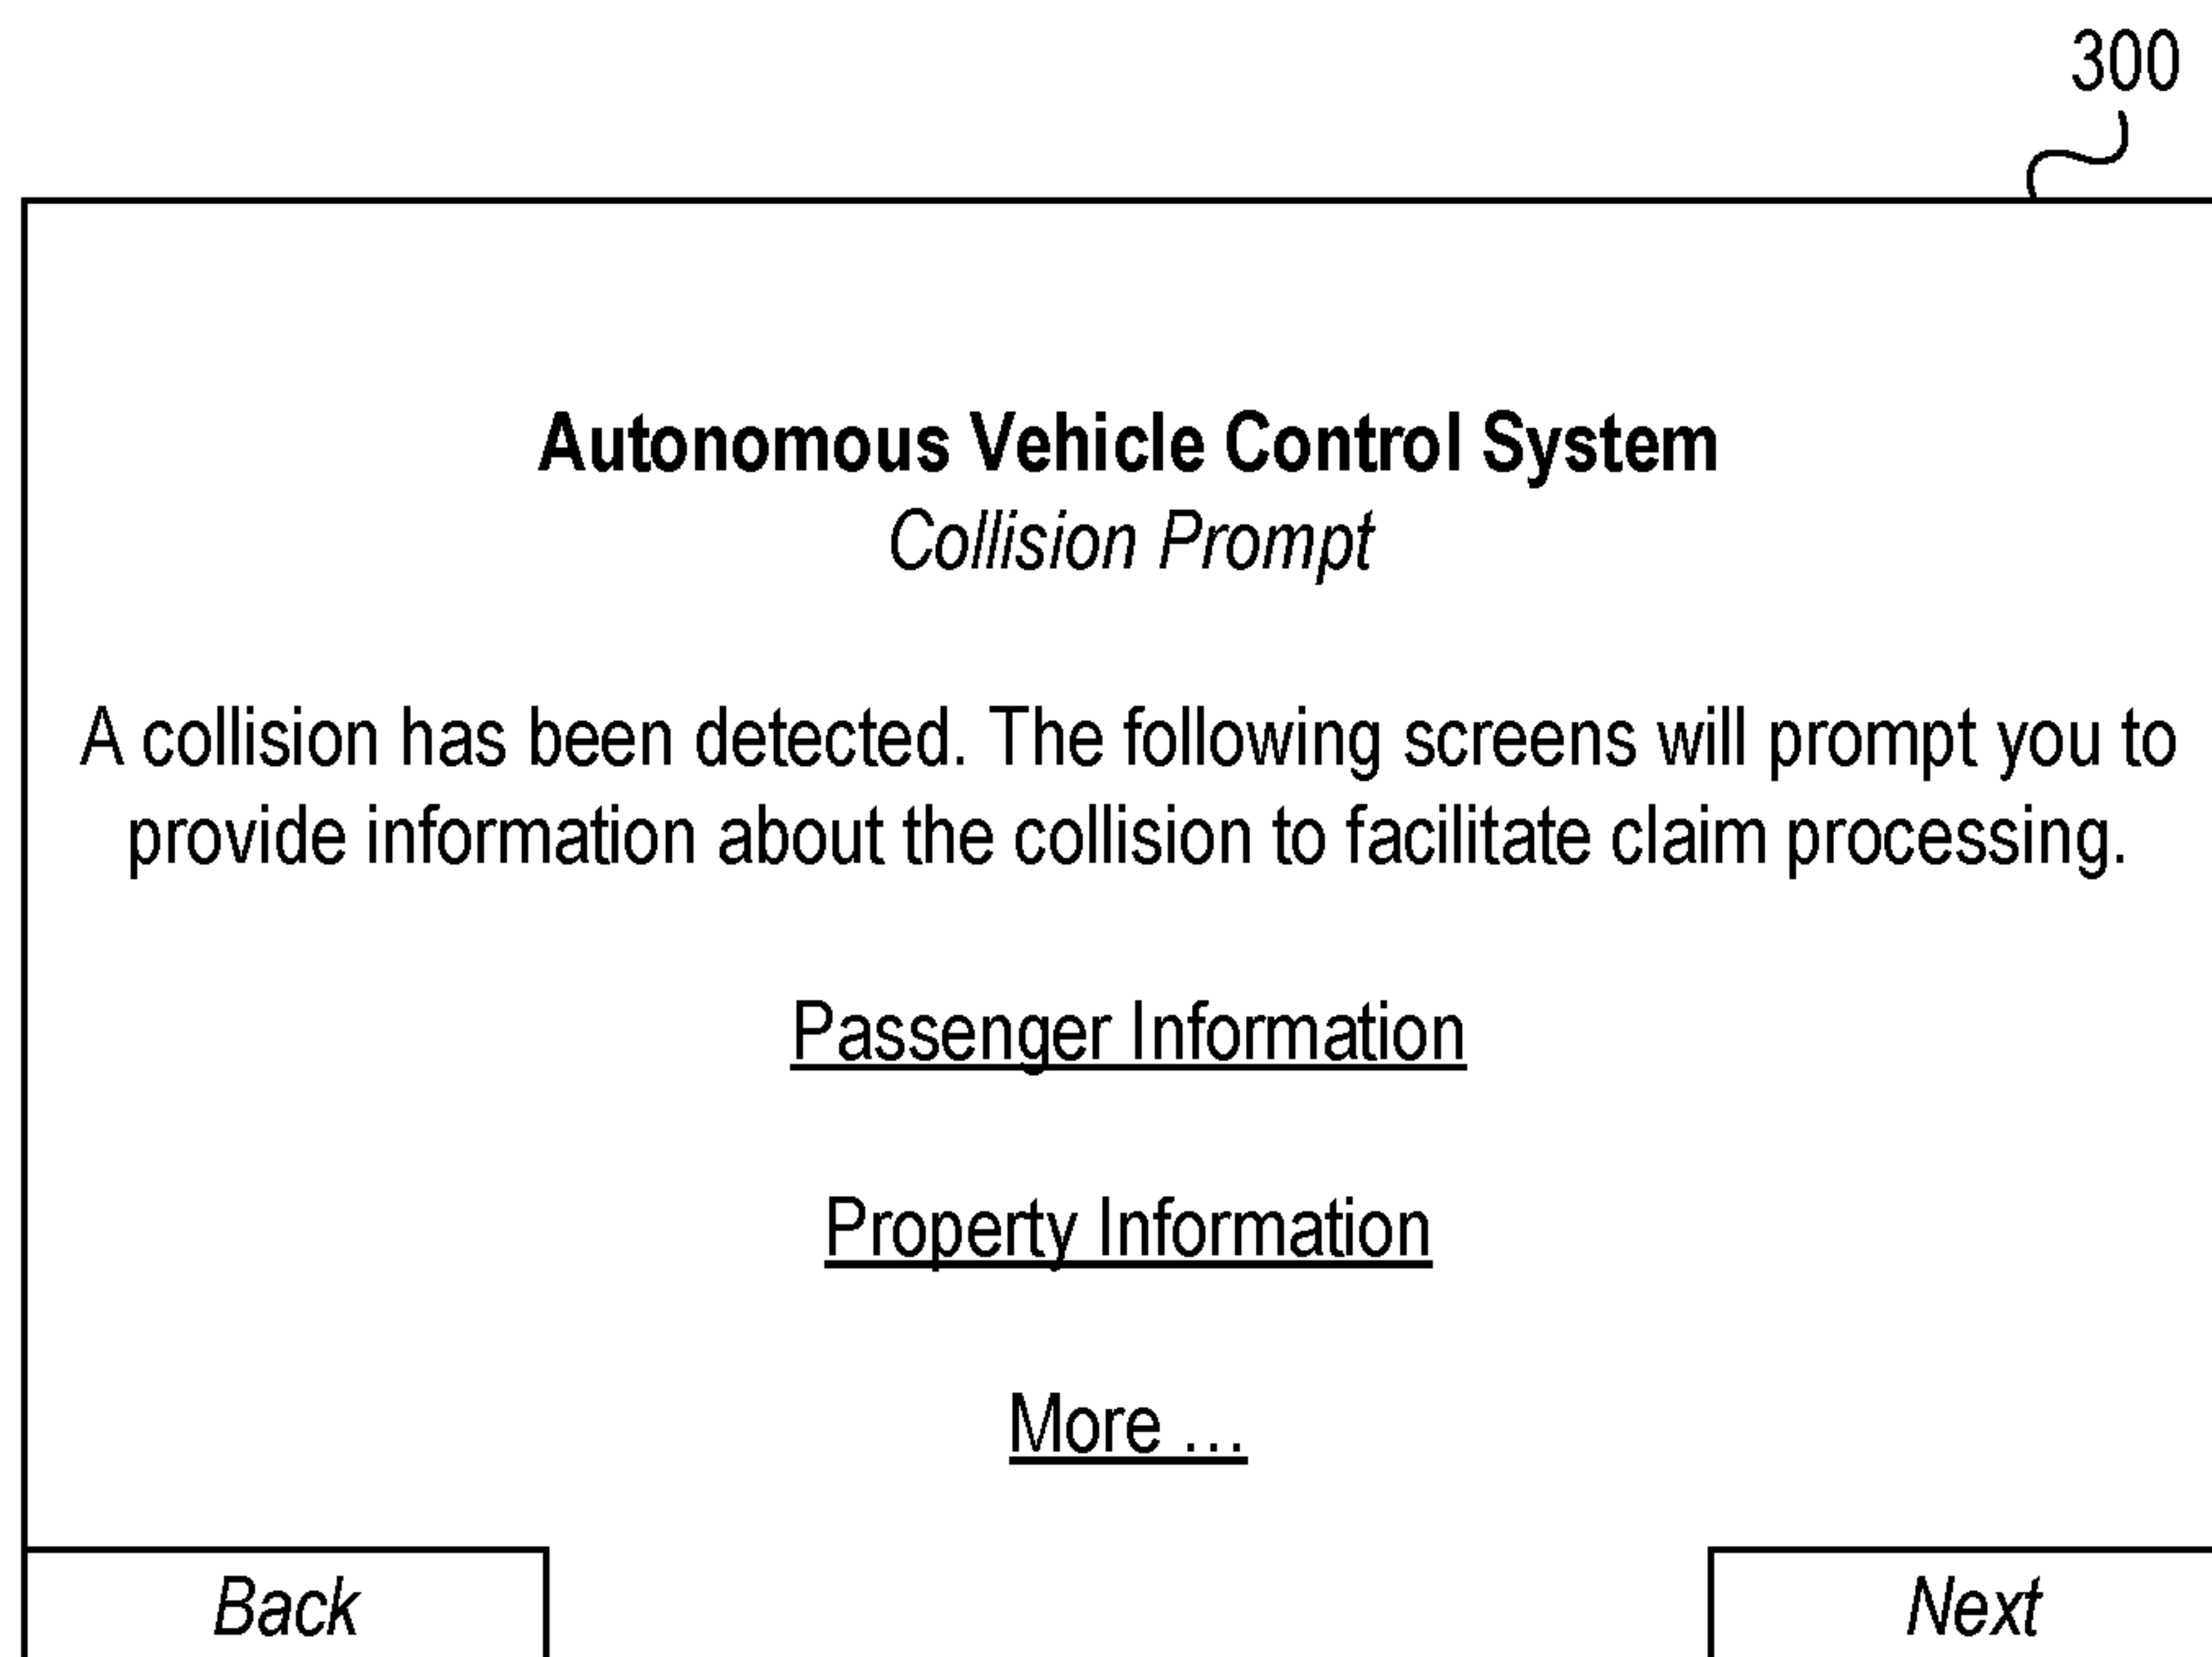 300
Autonomous Vehicle Control System
Collision Prompt
A collision has been detected. The following screens will prompt you to
provide information about the collision to facilitate claim processing.
Passenger Information
Property Information
More ...
Back
Next